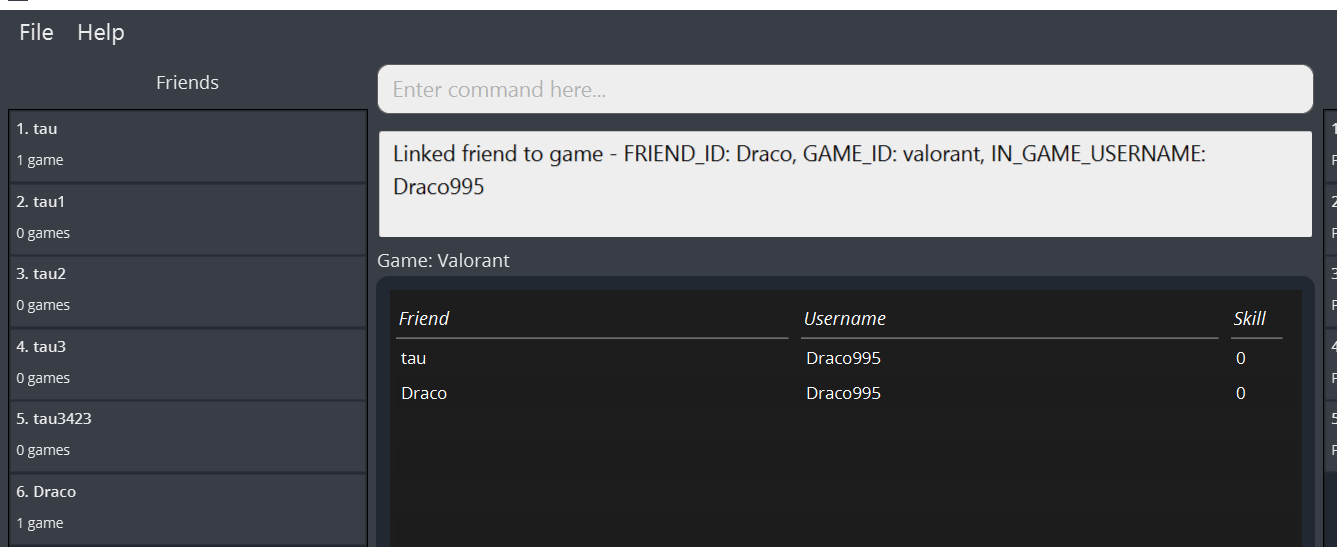 File Help
Friends
1. tau
1 game
2. tau1
0 games
3. tau2
0 games
4. tau3
0 games
5. tau3423
0 games
6. Draco
1 game
Enter command here...
Linked friend to game - FRIEND_ID: Draco, GAME_ID: valorant, IN_GAME_USERNAME:
Draco995
Game: Valorant
Friend Username Skill
tau Draco995 0
Draco Draco995 0